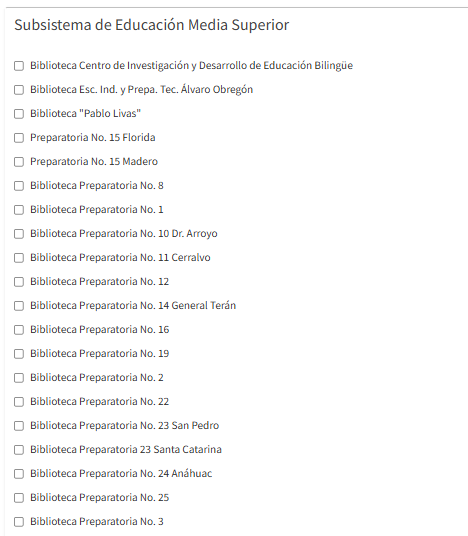 Subsistema de Educación Media Superior
Biblioteca Centro de Investigación y Desarrollo de Educación Bilingüe
Biblioteca Esc. Ind. y Prepa. Tec. Álvaro Obregón
Biblioteca "Pablo Livas"
Preparatoria No. 15 Florida
Preparatoria No. 15 Madero
Biblioteca Preparatoria No. 8
Biblioteca Preparatoria No. 1
Biblioteca Preparatoria No. 10 Dr. Arroyo
Biblioteca Preparatoria No. 11 Cerralvo
Biblioteca Preparatoria No. 12
Biblioteca Preparatoria No. 14 General Terán
Biblioteca Preparatoria No. 16
Biblioteca Preparatoria No. 19
Biblioteca Preparatoria No. 2
Biblioteca Preparatoria No. 22
Biblioteca Preparatoria No. 23 San Pedro
Biblioteca Preparatoria 23 Santa Catarina
Biblioteca Preparatoria No. 24 Anáhuac
Biblioteca Preparatoria No. 25
Biblioteca Preparatoria No. 3